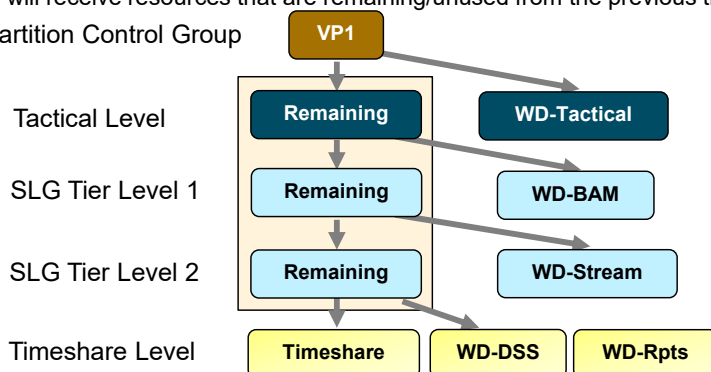 will receive resources that are remaining/unused from the previous
artition Control Group VP1
Tactical Level Remaining WD-Tactical
SLG Tier Level 1 Remaining WD-BAM
SLG Tier Level 2 Remaining WD-Stream
Timeshare Level Timeshare WD-DSS WD-Rpts